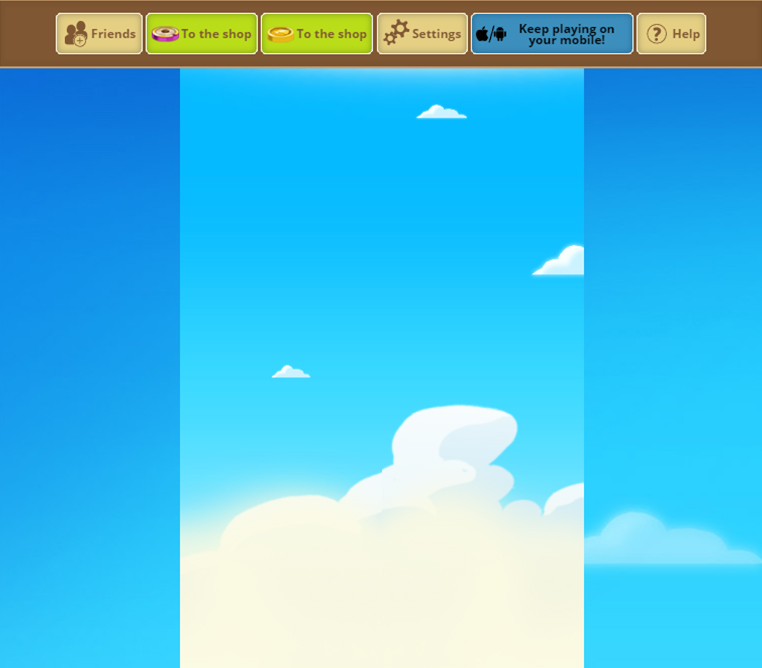 Friends
To the shop
To the shop
Settings
Keep playing on
your mobile!
Help